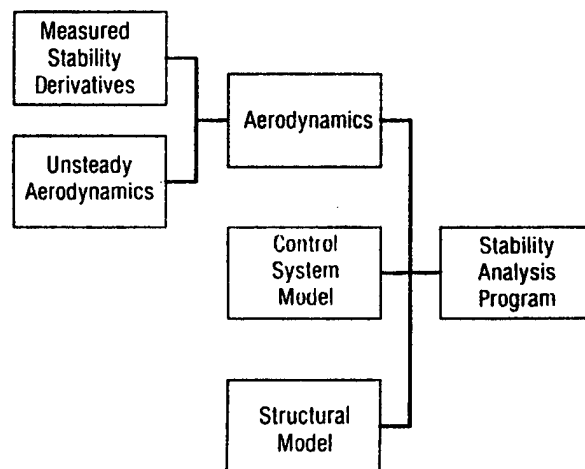 Measured
Stability
Derivatives
Unsteady
Aerodynamics
Aerodynamics
Control
System
Model
Structural
Model
Stability
Analysis
Program